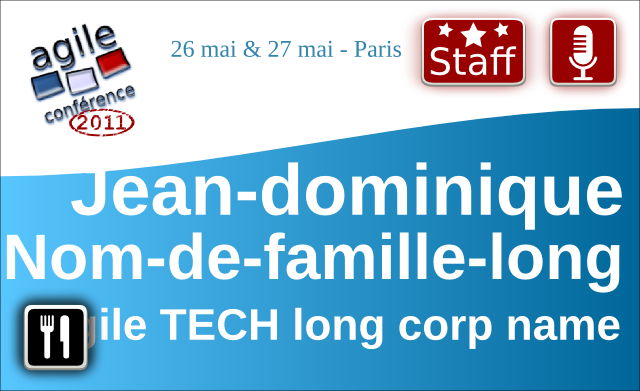 agile
conférence
2011
26 mai & 27 mai - Paris
Staff
Jean-dominique
Nom-de-famille-long
gile TECH long corp name